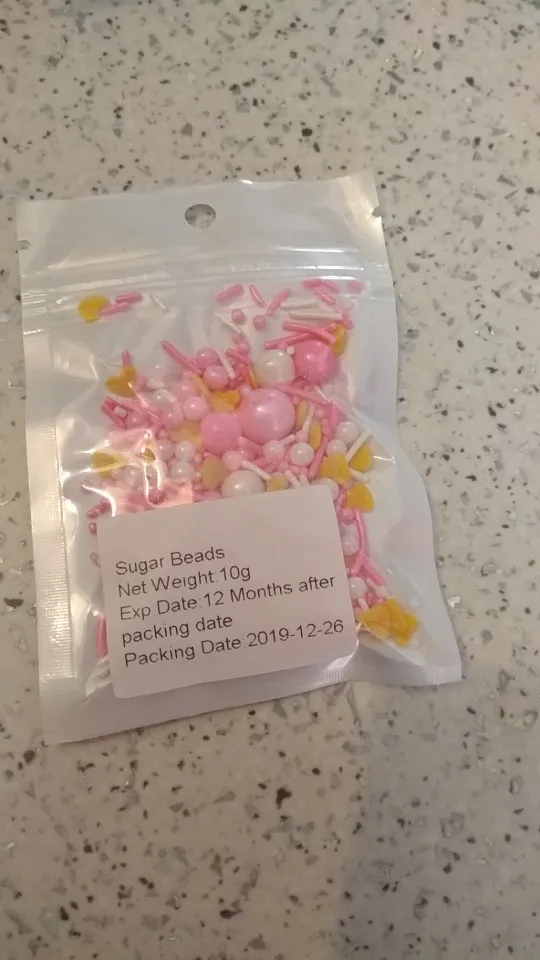 Sugar Beads
Net Weight:10g
Exp Date:12 Months after
packing date
Packing Date:2019-12-26